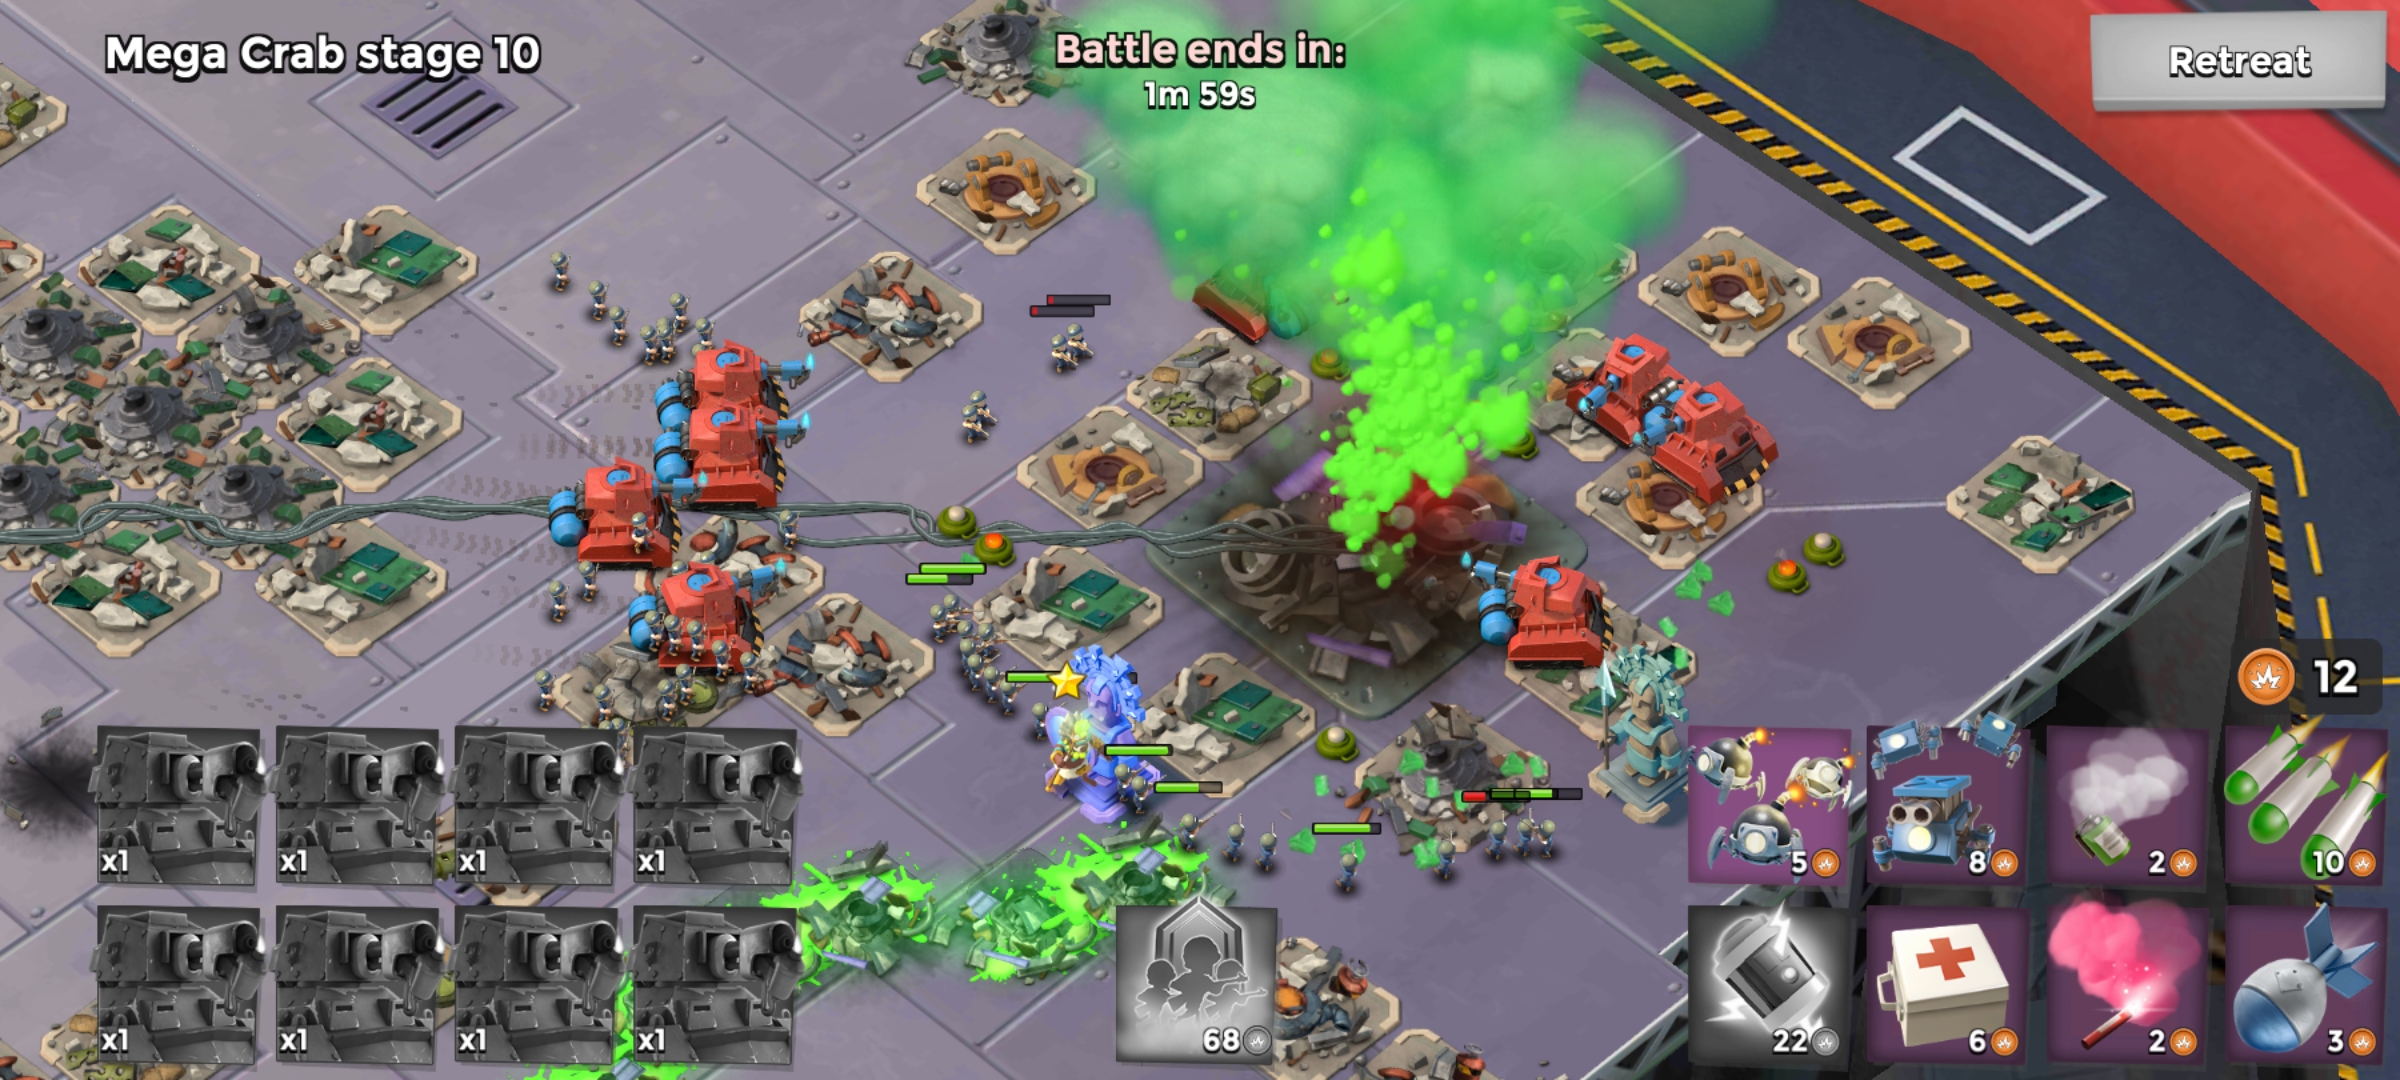 Mega Crab stage 10
Battle ends in:
1m 59s
Retreat
12
x1
x1
x1
x1
5
8
2
10
x1
x1
x1
x1
68
22
6
2
3